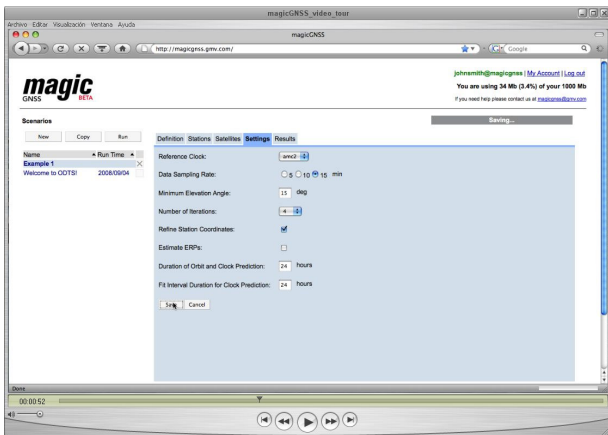 magicGNSS_video_tour
Archivo Editar Visualización Ventana Ayuda
magicGNSS
http://magicgnss.gmv.com/
Google
johnsmith@magicgnss | My Account | Log out
You are using 34 Mb (3.4%) of your 1000 Mb
If you need help please contact us at magicgnss@gmv.com
magic
GNSS BETA
Scenarios
Saving...
New Copy Run
Definition Stations Satellites Settings Results
Name Run Time
Example 1
Welcome to ODTS! 2008/09/04
Reference Clock: amc2
Data Sampling Rate: 5 10 15 min
Minimum Elevation Angle: 15 deg
Number of Iterations: 4
Refine Station Coordinates:
Estimate ERPs:
Duration of Orbit and Clock Prediction: 24 hours
Fit Interval Duration for Clock Prediction: 24 hours
Save Cancel
Done
00:00:52